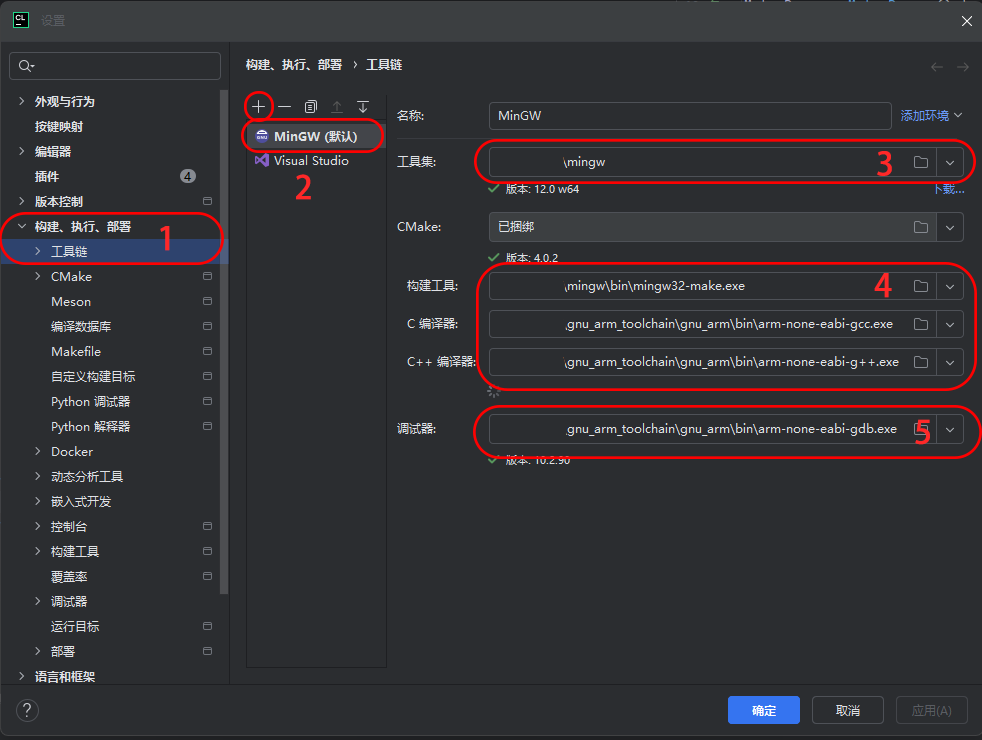 CL 设置
构建、执行、部署 › 工具链
外观与行为
按键映射
编辑器
插件 4
版本控制
构建、执行、部署 1
工具链
CMake
Meson
编译数据库
Makefile
自定义构建目标
Python 调试器
Python 解释器
Docker
动态分析工具
嵌入式开发
控制台
构建工具
覆盖率
调试器
运行目标
部署
语言和框架
MinGW (默认)
Visual Studio
2
名称: MinGW 添加环境
工具集: \mingw 3
版本: 12.0 w64 下载...
CMake: 已捆绑
版本: 4.0.2
构建工具: \mingw\bin\mingw32-make.exe 4
C 编译器: gnu_arm_toolchain\gnu_arm\bin\arm-none-eabi-gcc.exe
C++ 编译器: \gnu_arm_toolchain\gnu_arm\bin\arm-none-eabi-g++.exe
调试器: gnu_arm_toolchain\gnu_arm\bin\arm-none-eabi-gdb.exe 5
版本: 10.2.90
? 确定 取消 应用(A)